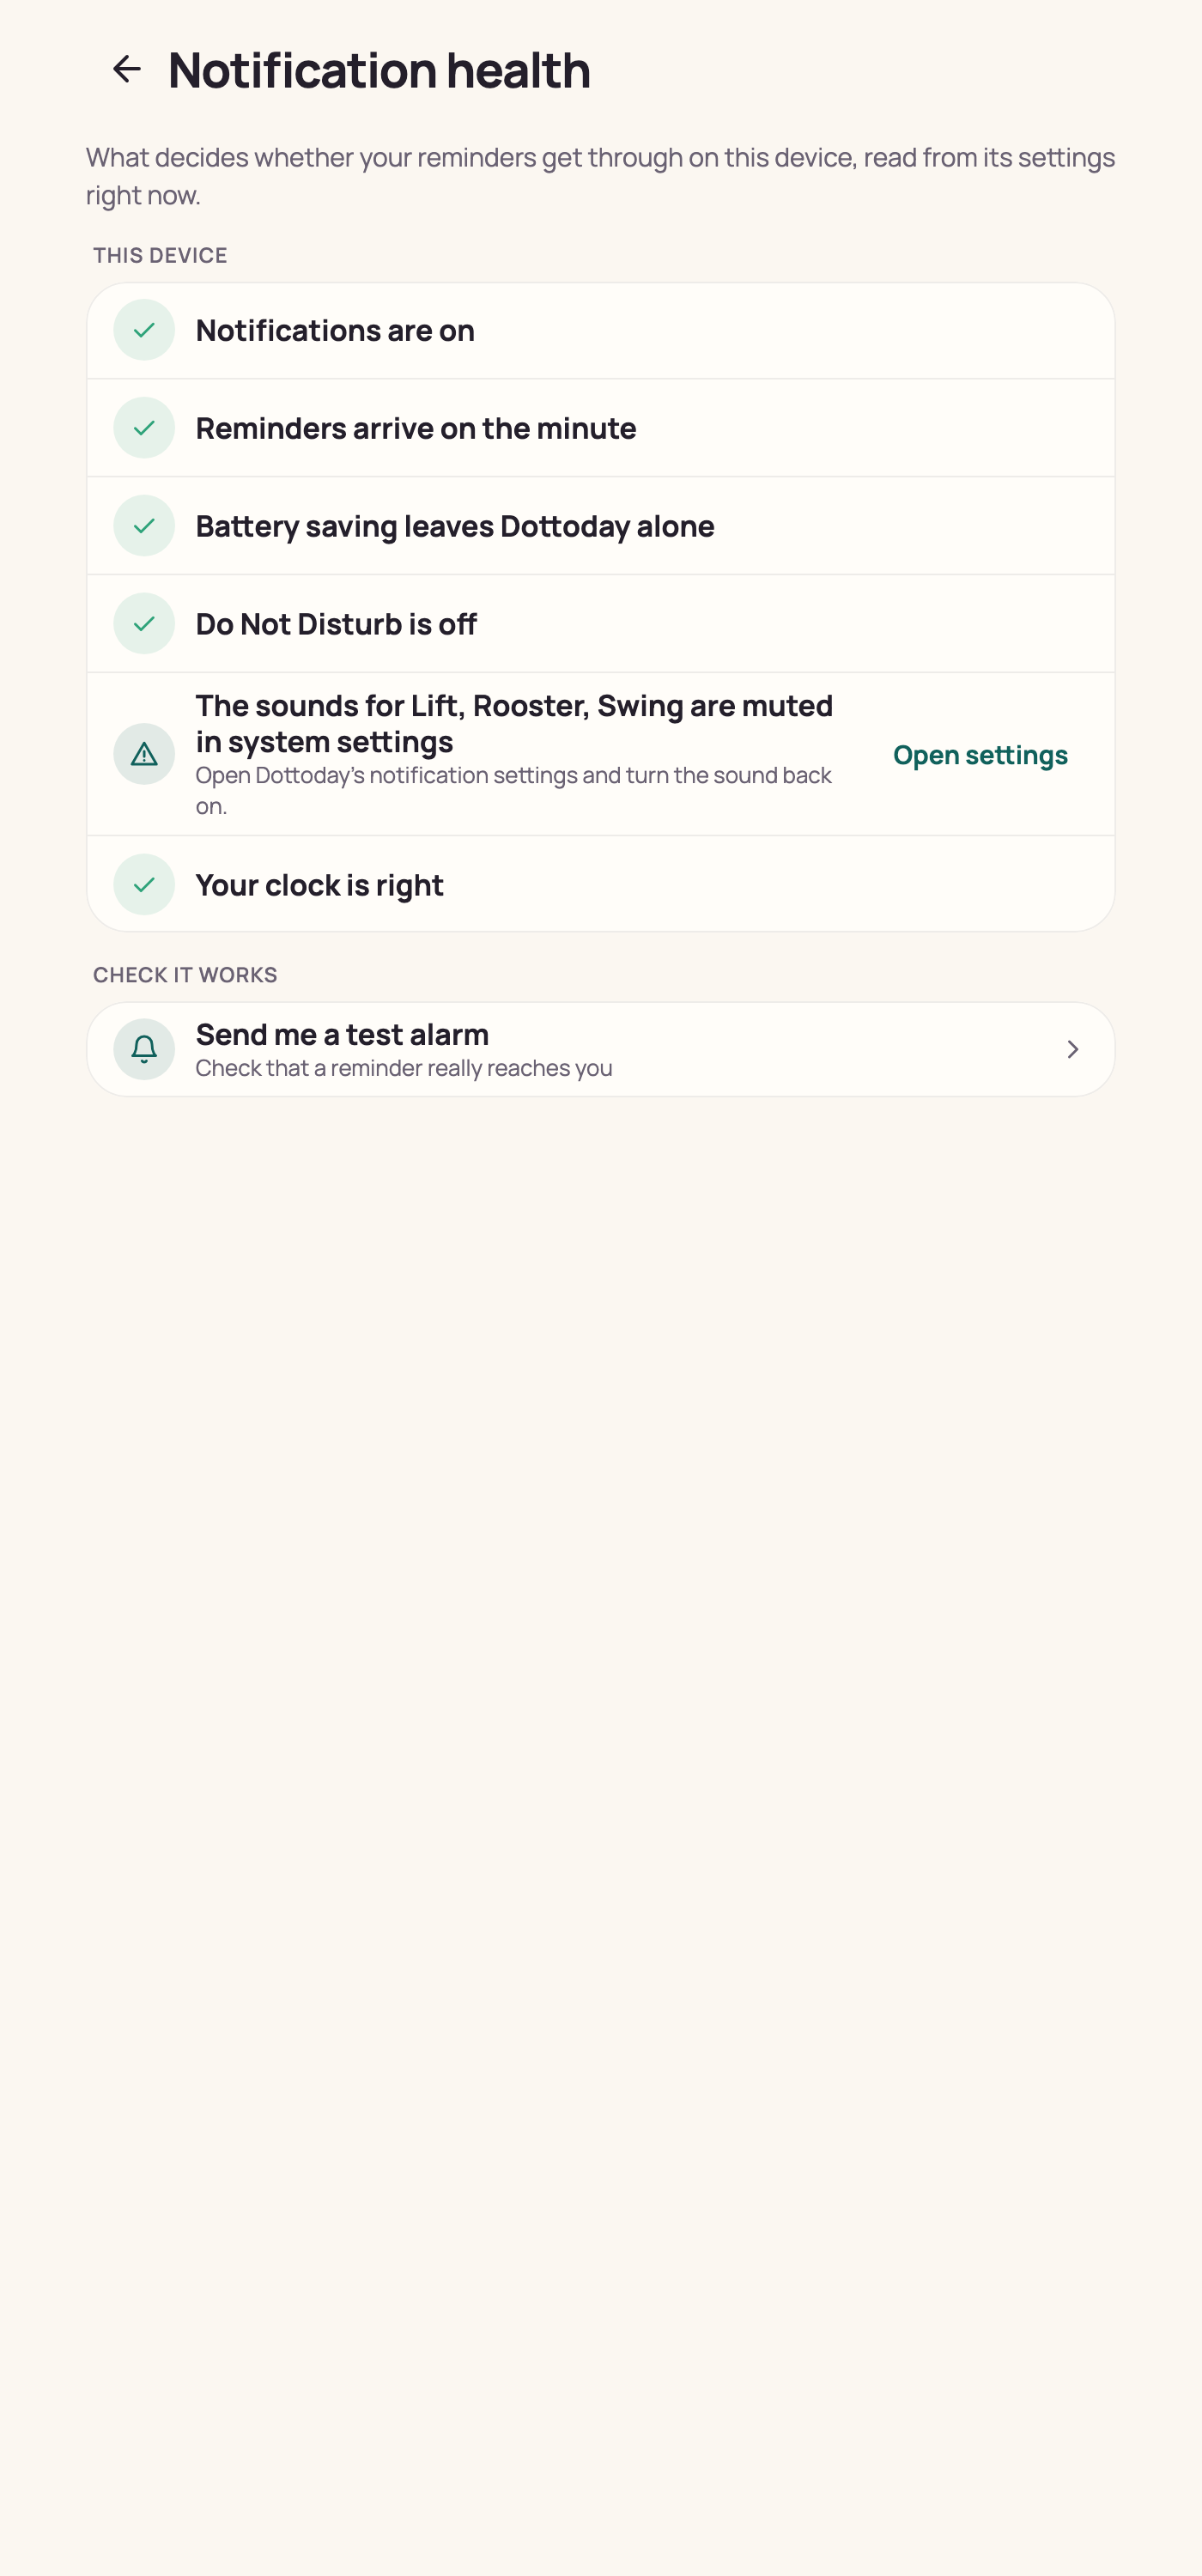 Notification health
What decides whether your reminders get through on this device, read from its settings
right now.
THIS DEVICE
Notifications are on
Reminders arrive on the minute
Battery saving leaves Dottoday alone
Do Not Disturb is off
The sounds for Lift, Rooster, Swing are muted
in system settings
Open Dottoday’s notification settings and turn the sound back
on.
Open settings
Your clock is right
CHECK IT WORKS
Send me a test alarm
Check that a reminder really reaches you